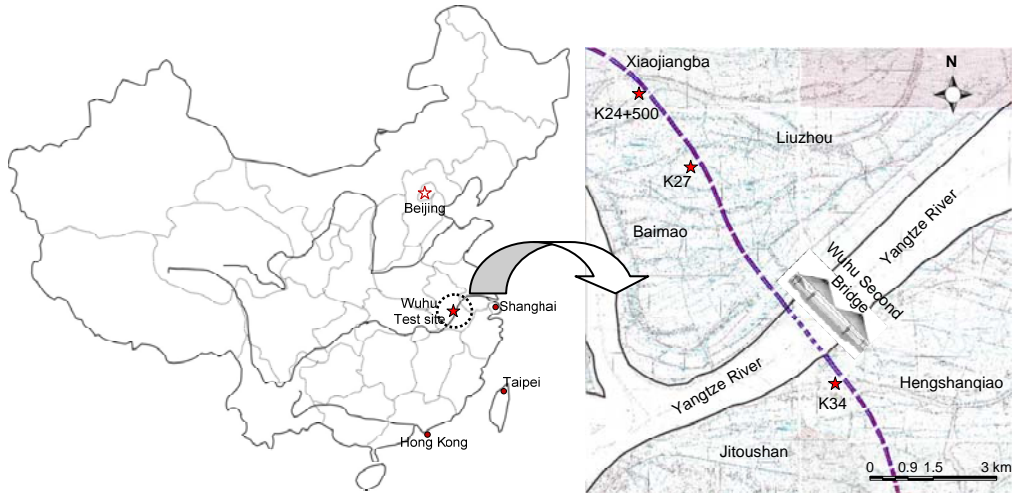 Beijing
Wuhu
Test site
Shanghai
Taipei
Hong Kong
Xiaojiangba
N
K24+500
Liuzhou
K27
Baimao
Yangtze River
Wuhu Second
Bridge
Yangtze River
Hengshanqiao
K34
Jitoushan
0 0.9 1.5 3 km